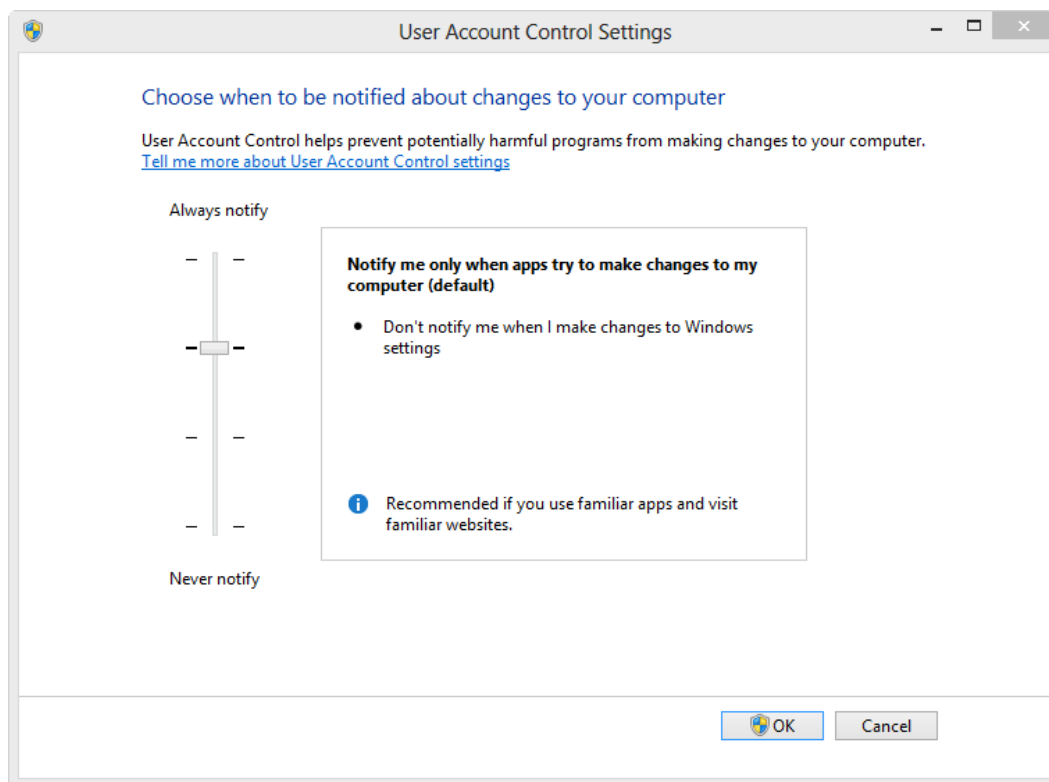 User Account Control Settings
Choose when to be notified about changes to your computer
User Account Control helps prevent potentially harmful programs from making changes to your computer.
Tell me more about User Account Control settings
Always notify
Notify me only when apps try to make changes to my
computer (default)
• Don't notify me when I make changes to Windows
settings
Recommended if you use familiar apps and visit
familiar websites.
Never notify
OK
Cancel